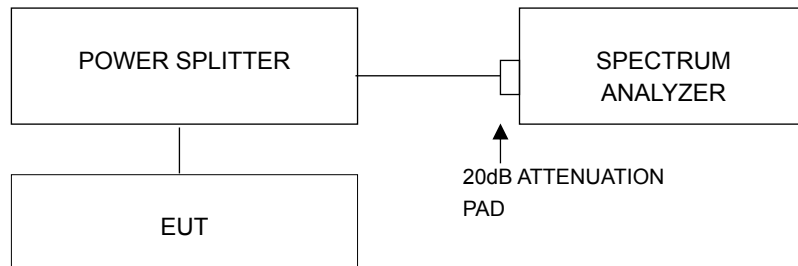 POWER SPLITTER
SPECTRUM
ANALYZER
20dB ATTENUATION
PAD
EUT